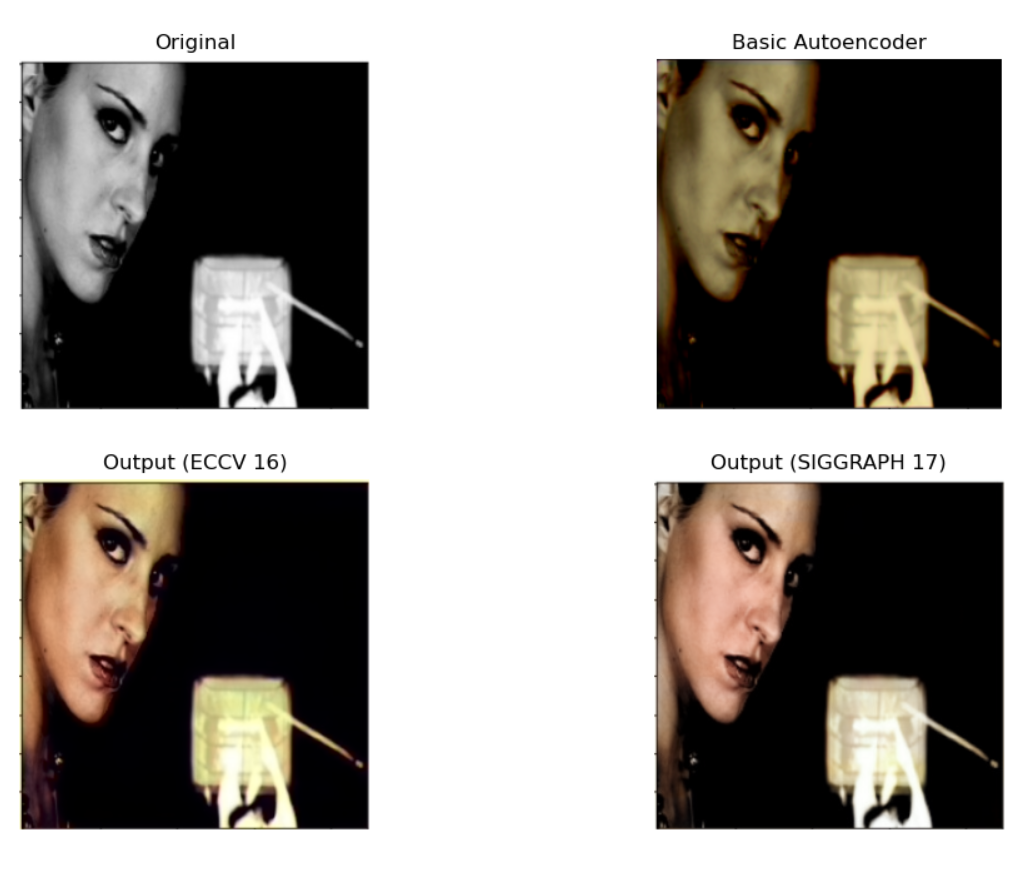 Original
Basic Autoencoder
Output (ECCV 16)
Output (SIGGRAPH 17)